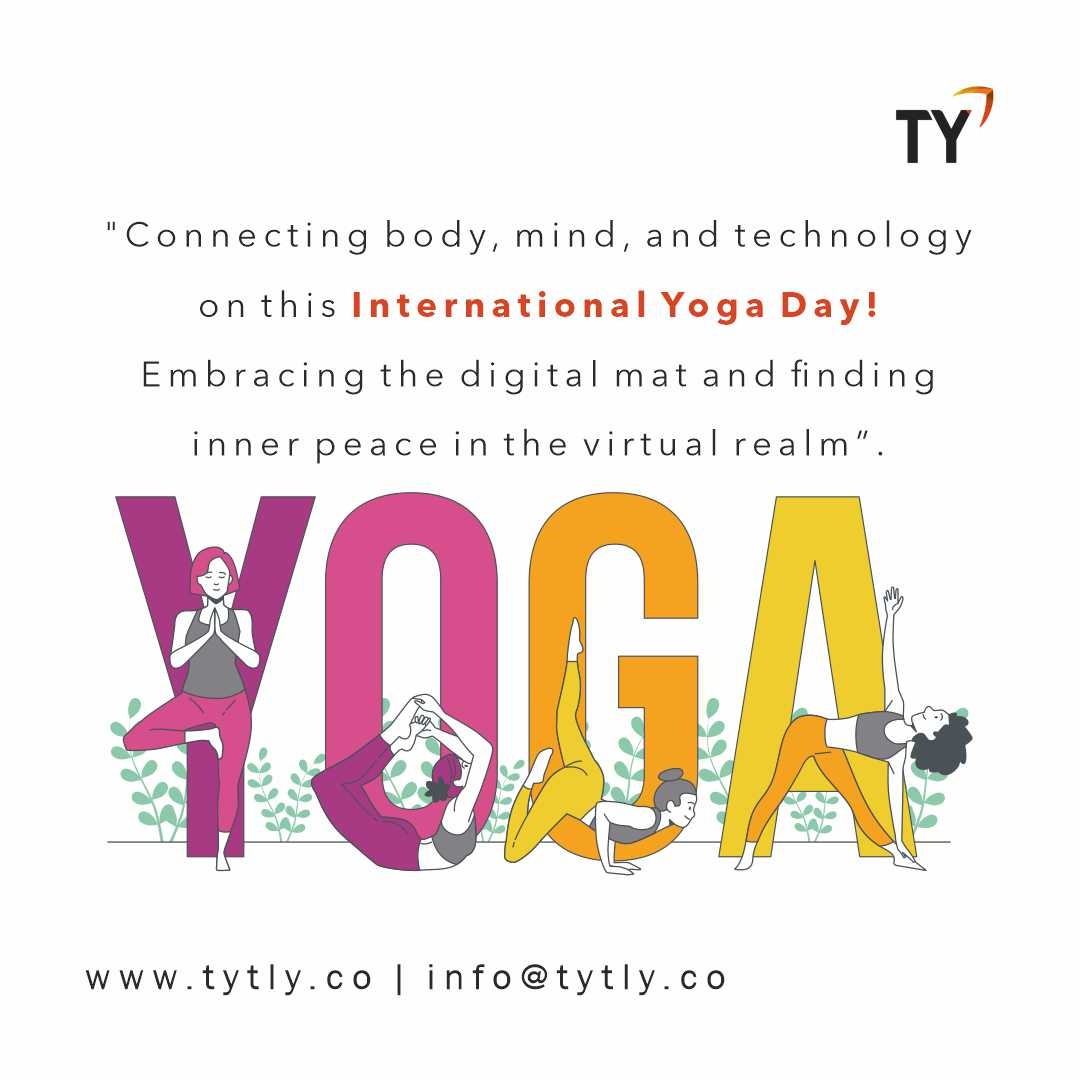 TY
"Connecting body, mind, and technology
on this International Yoga Day!
Embracing the digital mat and finding
inner peace in the virtual realm”.
YOGA
www.tytly.co | info@tytly.co